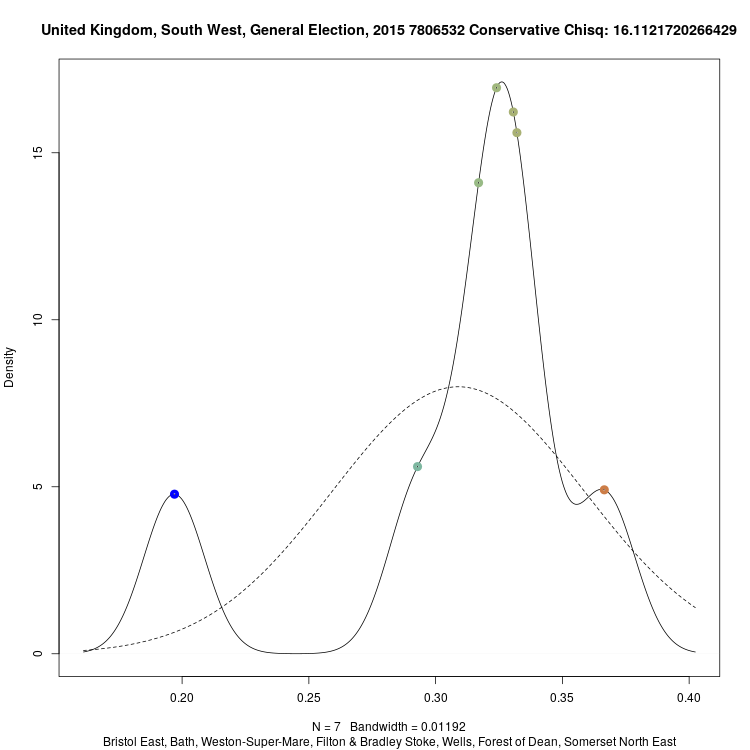 United Kingdom, South West, General Election, 2015 7806532 Conservative Chisq: 16.1121720266429
15
10
5
0
Density
0.20 0.25 0.30 0.35 0.40
N = 7 Bandwidth = 0.01192
Bristol East, Bath, Weston-Super-Mare, Filton & Bradley Stoke, Wells, Forest of Dean, Somerset North East